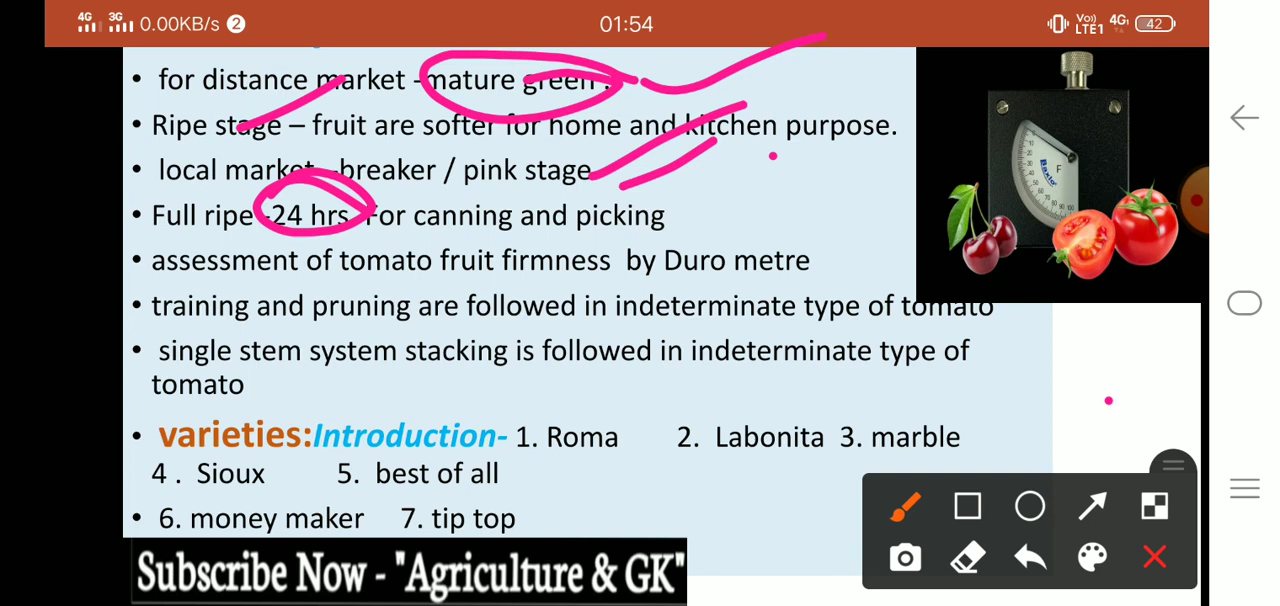 4G 3G 0.00KB/s 2 01:54 Vo)) LTE1 4G 42
• for distance market -mature green .
• Ripe stage – fruit are softer for home and kitchen purpose.
• local market -breaker / pink stage
• Full ripe -24 hrs For canning and picking
• assessment of tomato fruit firmness by Duro metre
• training and pruning are followed in indeterminate type of tomato
• single stem system stacking is followed in indeterminate type of
tomato
• varieties:Introduction- 1. Roma 2. Labonita 3. marble
4 . Sioux 5. best of all
• 6. money maker 7. tip top
Subscribe Now - "Agriculture & GK"
Baxlo
F